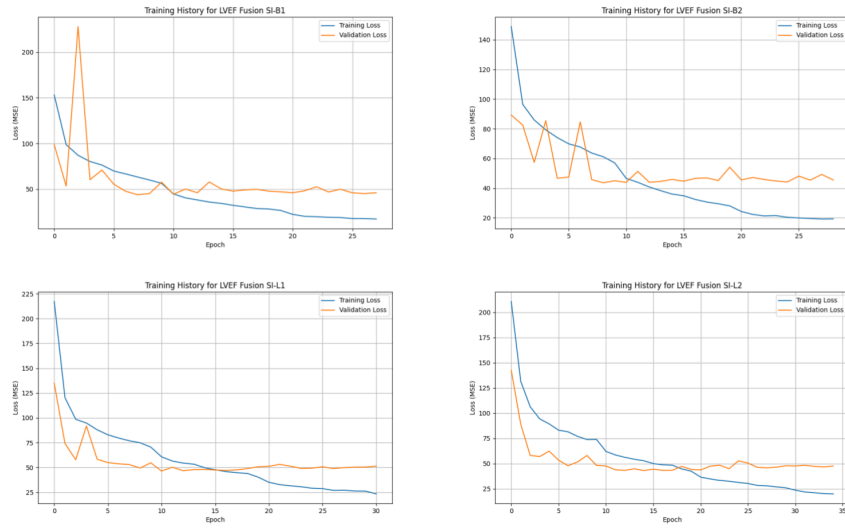 Training History for LVEF Fusion SI-B1
Training Loss
Validation Loss
Loss (MSE)
200
150
100
50
0 5 10 15 20 25
Epoch
Training History for LVEF Fusion SI-B2
Training Loss
Validation Loss
Loss (MSE)
140
120
100
80
60
40
20
0 5 10 15 20 25
Epoch
Training History for LVEF Fusion SI-L1
Training Loss
Validation Loss
Loss (MSE)
225
200
175
150
125
100
75
50
25
0 5 10 15 20 25 30
Epoch
Training History for LVEF Fusion SI-L2
Training Loss
Validation Loss
Loss (MSE)
200
175
150
125
100
75
50
25
0 5 10 15 20 25 30 35
Epoch